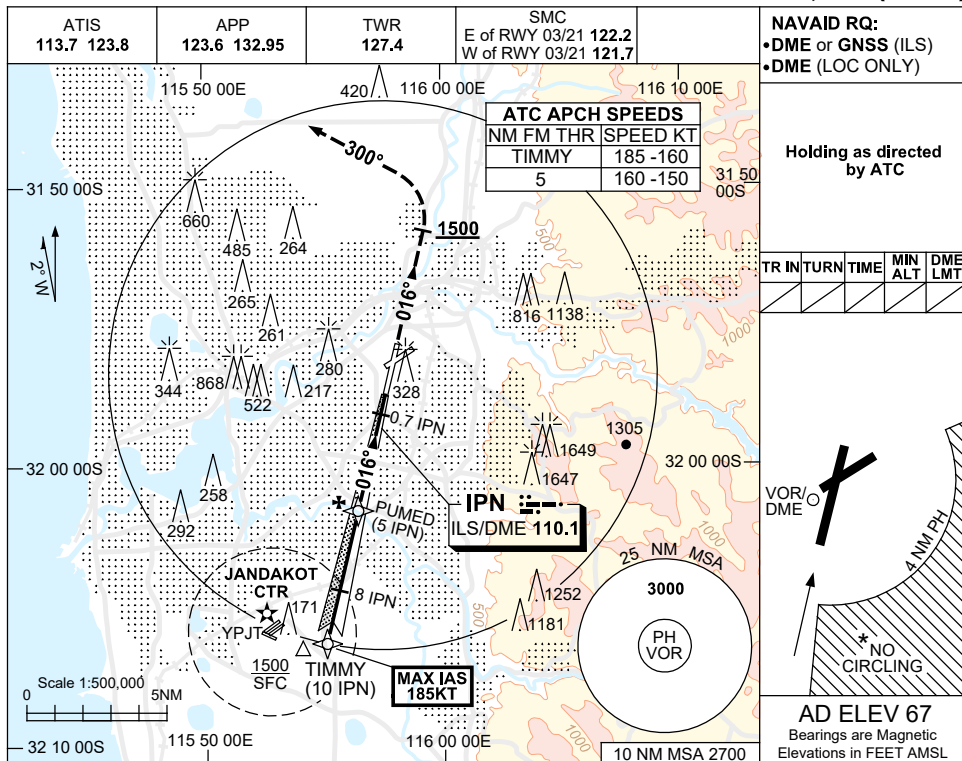 ATIS
113.7 123.8
APP
123.6 132.95
TWR
127.4
SMC
E of RWY 03/21 122.2
W of RWY 03/21 121.7
NAVAID RQ:
•DME or GNSS (ILS)
•DME (LOC ONLY)
Holding as directed
by ATC
TR IN TURN TIME MIN ALT DME LMT
115 50 00E
116 00 00E
116 10 00E
420
ATC APCH SPEEDS
NM FM THR SPEED KT
TIMMY 185 -160
5 160 -150
31 50 00S
31 50
00S
300°
1500
2° W
660
485
264
265
261
280
344
868
522
217
328
816
1138
500
1000
016°
0.7 IPN
016°
1305
1649
1647
32 00 00S
32 00 00S
258
292
IPN
ILS/DME 110.1
PUMED
(5 IPN)
1000
JANDAKOT
CTR
171
YPJT
8 IPN
1500
SFC
TIMMY
(10 IPN)
MAX IAS
185KT
500
1252
1181
1000
25 NM MSA
3000
PH
VOR
10 NM MSA 2700
Scale 1:500,000
0 5NM
32 10 00S
115 50 00E
116 00 00E
VOR/
DME
4 NM PH
*NO
CIRCLING
AD ELEV 67
Bearings are Magnetic
Elevations in FEET AMSL